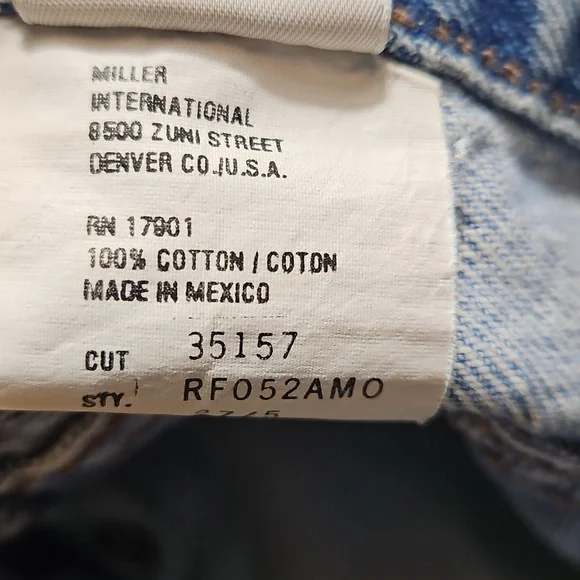 MILLER
INTERNATIONAL
8500 ZUNI STREET
DENVER CO./U.S.A.
RN 17901
100% COTTON / COTON
MADE IN MEXICO
CUT 35157
STY. RF052AMO